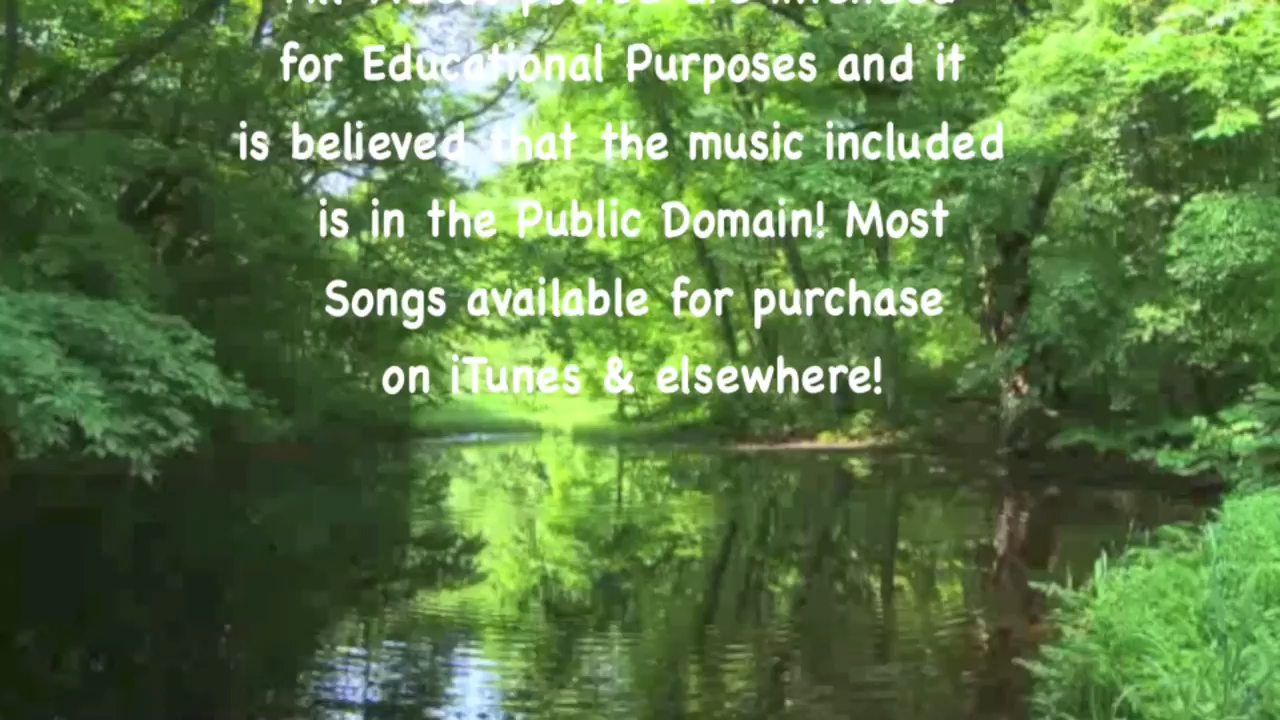 for Educational Purposes and it
is believed that the music included
is in the Public Domain! Most
Songs available for purchase
on iTunes & elsewhere!